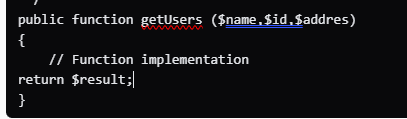 /
public function getUsers ($name.$id.$addres)
{
// Function implementation
return $result;
}